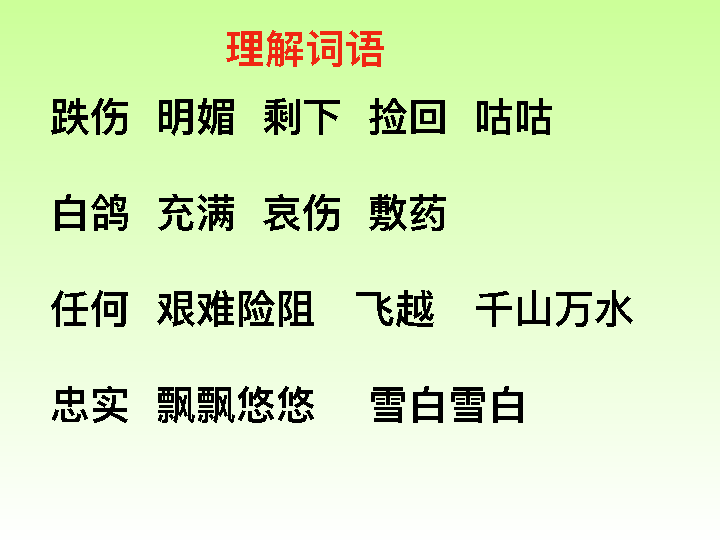 理解词语
跌伤 明媚 剩下 捡回 咕咕
白鸽 充满 哀伤 敷药
任何 艰难险阻 飞越 千山万水
忠实 飘飘悠悠 雪白雪白